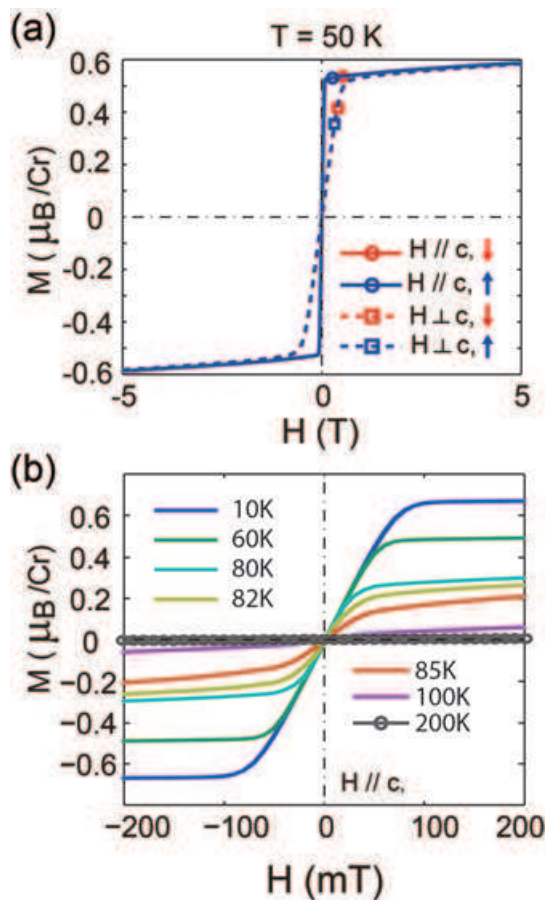 (a)
T = 50 K
0.6
0.4
0.2
0
-0.2
-0.4
-0.6
M ( μB /Cr)
H // c, ↓
H // c, ↑
H ⊥ c, ↓
H ⊥ c, ↑
-5 0 5
H (T)
(b)
0.6
0.4
0.2
0
−0.2
−0.4
−0.6
M ( μB/Cr)
10K
60K
80K
82K
85K
100K
200K
H // c,
−200 −100 0 100 200
H (mT)